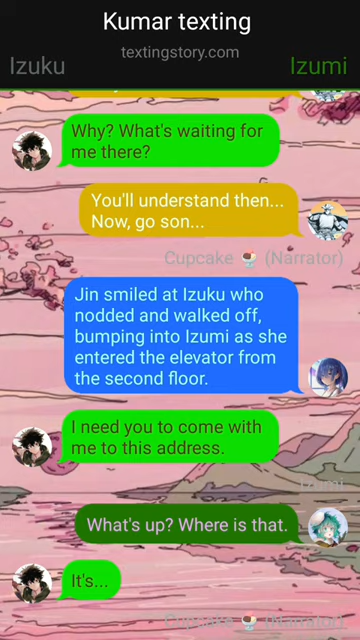 Kumar texting
textingstory.com
Izuku
Izumi
Why? What's waiting for
me there?
You'll understand then...
Now, go son...
Cupcake 🍨 (Narrator)
Jin smiled at Izuku who
nodded and walked off,
bumping into Izumi as she
entered the elevator from
the second floor.
I need you to come with
me to this address.
Izumi
What's up? Where is that.
It's...
Cupcake 🍨 (Narrator)